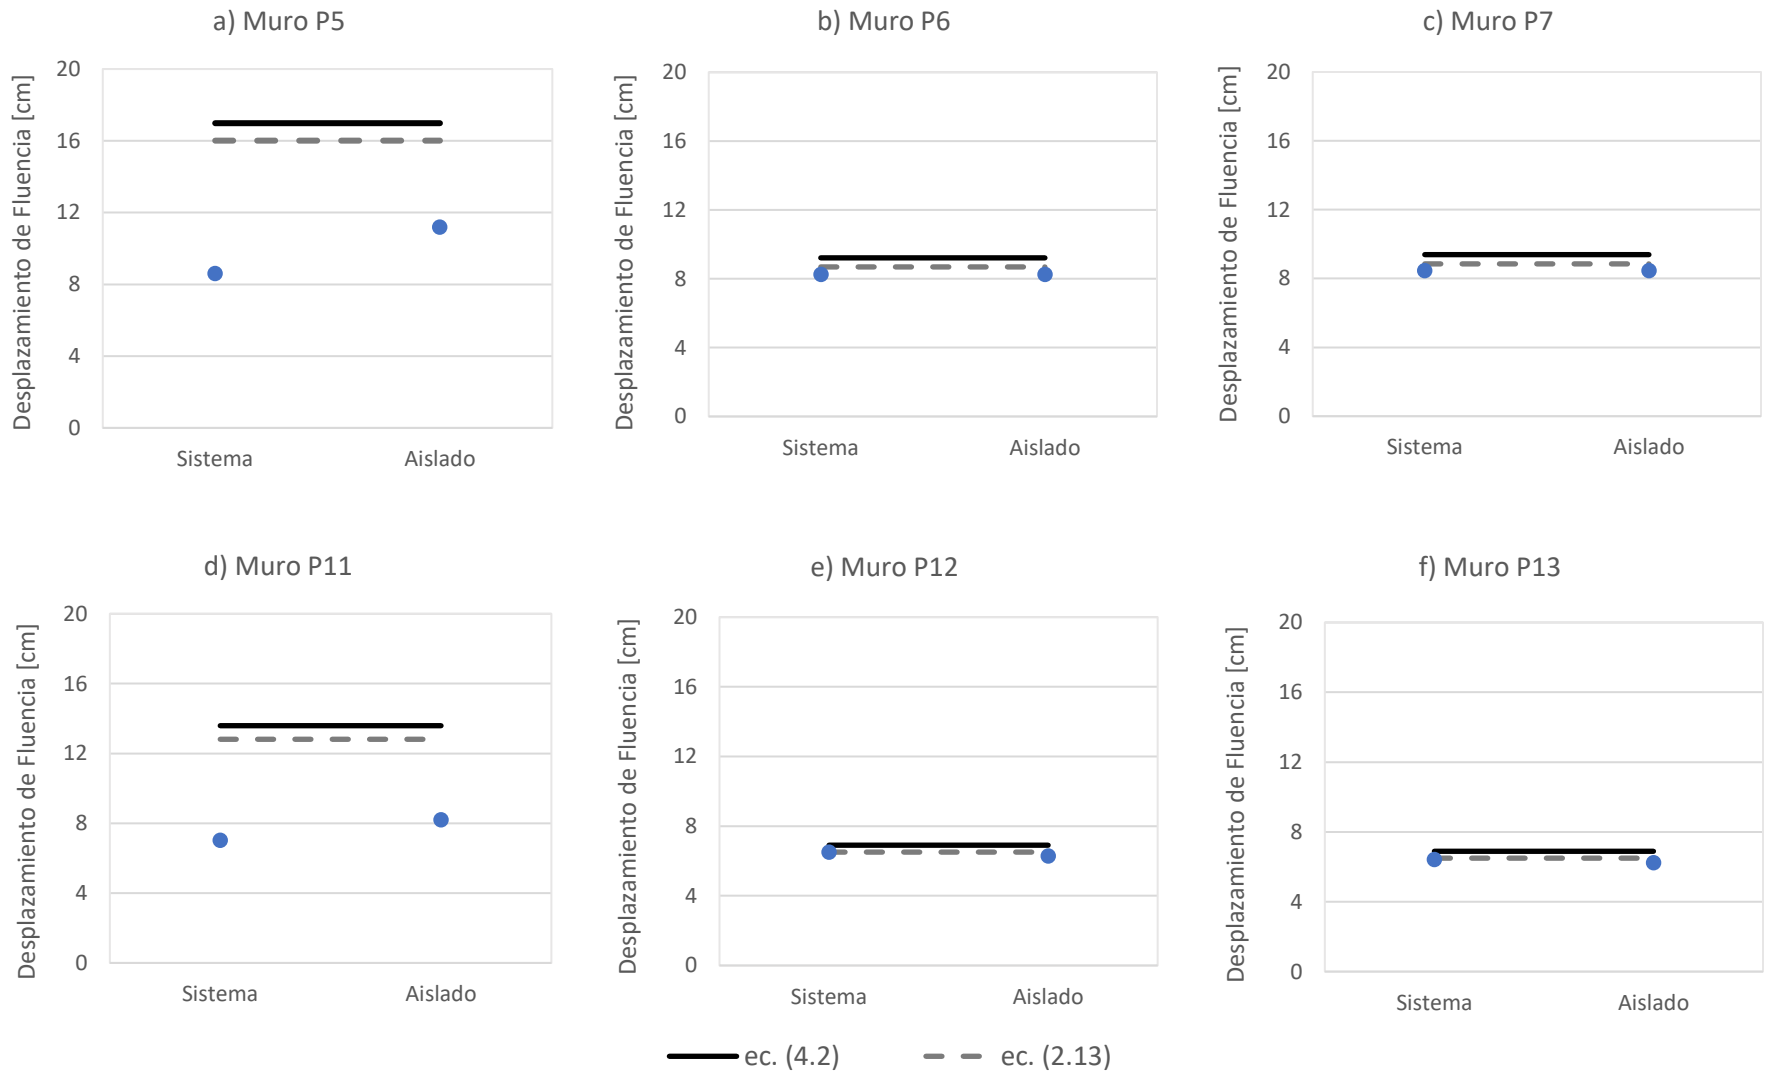 a) Muro P5
Desplazamiento de Fluencia [cm]
20
16
12
8
4
0
Sistema
Aislado
b) Muro P6
Desplazamiento de Fluencia [cm]
20
16
12
8
4
0
Sistema
Aislado
c) Muro P7
Desplazamiento de Fluencia [cm]
20
16
12
8
4
0
Sistema
Aislado
d) Muro P11
Desplazamiento de Fluencia [cm]
20
16
12
8
4
0
Sistema
Aislado
e) Muro P12
Desplazamiento de Fluencia [cm]
20
16
12
8
4
0
Sistema
Aislado
f) Muro P13
Desplazamiento de Fluencia [cm]
20
16
12
8
4
0
Sistema
Aislado
ec. (4.2)
ec. (2.13)